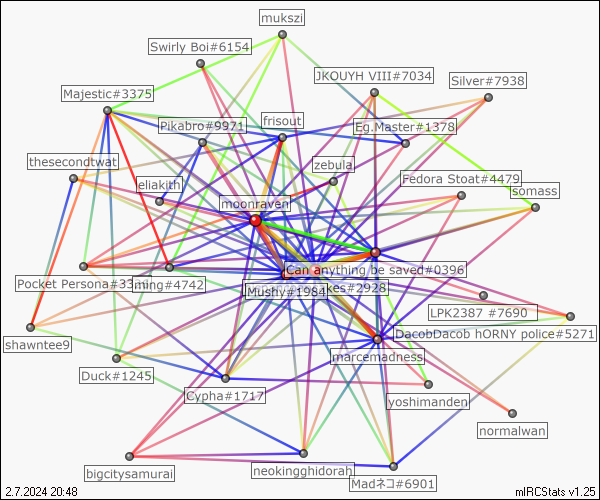 mukszi
Swirly Boi#6154
JKOUYH VIII#7034
Silver#7938
Majestic#3375
Pikabro#9971
frisout
Eg.Master#1378
thesecondtwat
zebula
eliakith
Fedora Stoat#4479
somass
moonraven
Can anything be saved#0396
Pocket Persona#33
ming#4742
Mushy#1984
kes#2928
LPK2387 #7690
DacobDacob hORNY police#5271
shawntee9
marcemadness
Duck#1245
Cypha#1717
yoshimanden
normalwan
bigcitysamurai
neokingghidorah
Madネコ#6901
2.7.2024 20:48
mIRCStats v1.25